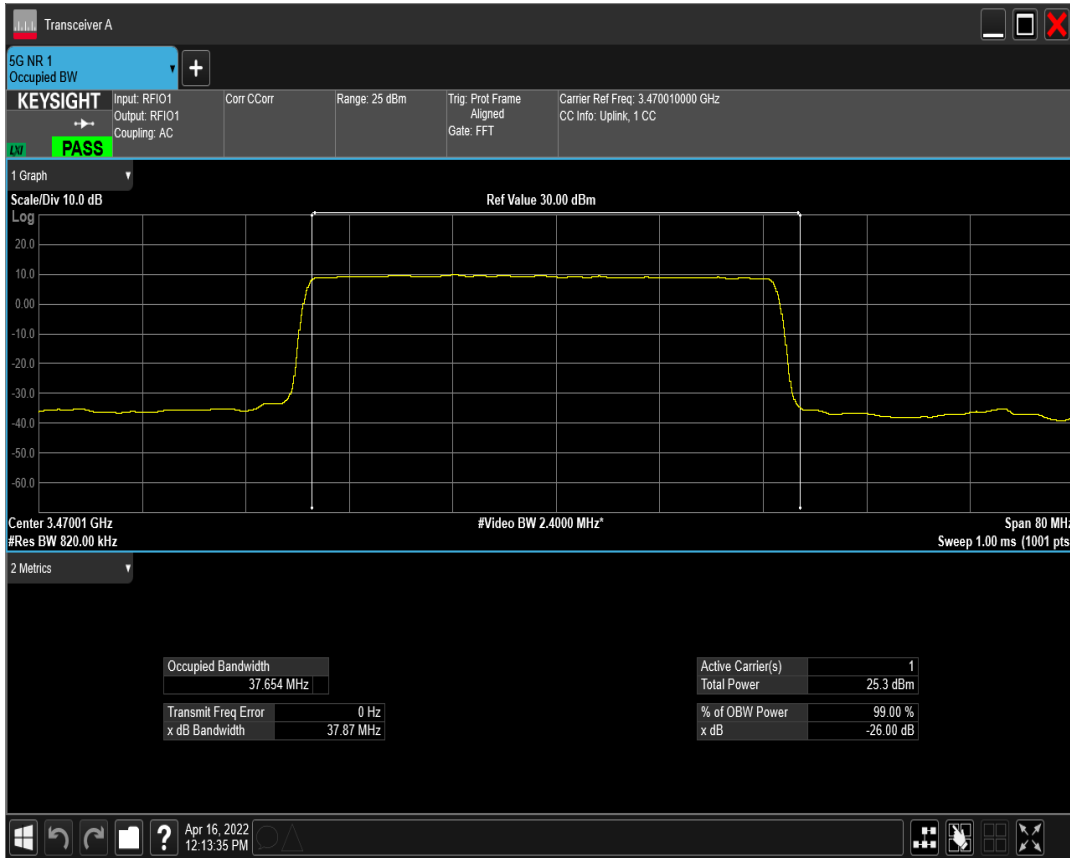 Transceiver A
5G NR 1
Occupied BW
KEYSIGHT
LXI
PASS
Input: RFIO1
Output: RFIO1
Coupling: AC
Corr CCorr
Range: 25 dBm
Trig: Prot Frame
Aligned
Gate: FFT
Carrier Ref Freq: 3.470010000 GHz
CC Info: Uplink, 1 CC
1 Graph
Scale/Div 10.0 dB
Ref Value 30.00 dBm
Log
20.0
10.0
0.00
-10.0
-20.0
-30.0
-40.0
-50.0
-60.0
Center 3.47001 GHz
#Video BW 2.4000 MHz*
Span 80 MHz
#Res BW 820.00 kHz
Sweep 1.00 ms (1001 pts
2 Metrics
Occupied Bandwidth
37.654 MHz
Transmit Freq Error 0 Hz
x dB Bandwidth 37.87 MHz
Active Carrier(s) 1
Total Power 25.3 dBm
% of OBW Power 99.00 %
x dB -26.00 dB
Apr 16, 2022
12:13:35 PM